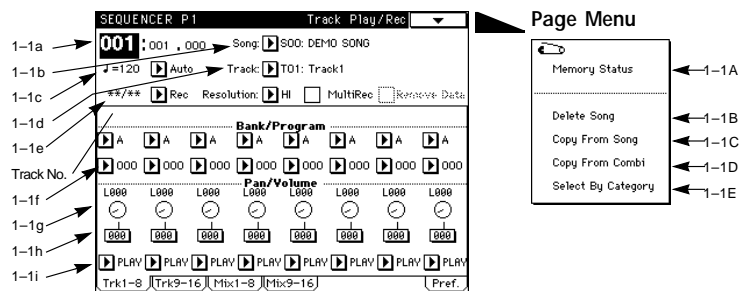 SEQUENCER P1 Track Play/Rec
Page Menu
1–1a
001:001 . 000 Song: S00: DEMO SONG
1–1b
♩=120 Auto Track: T01: Track1
1–1c
**/** Rec Resolution: HI MultiRec Remove Data
1–1d
1–1e
Bank/Program
Track No.
A A A A A A A A
000 000 000 000 000 000 000 000
1–1f
Pan/Volume
L000 L000 L000 L000 L000 L000 L000 L000
1–1g
000 000 000 000 000 000 000 000
1–1h
PLAY PLAY PLAY PLAY PLAY PLAY PLAY PLAY
1–1i
Trk1-8 Trk9-16 Mix1-8 Mix9-16 Pref.
Memory Status 1–1A
Delete Song 1–1B
Copy From Song 1–1C
Copy From Combi 1–1D
Select By Category 1–1E